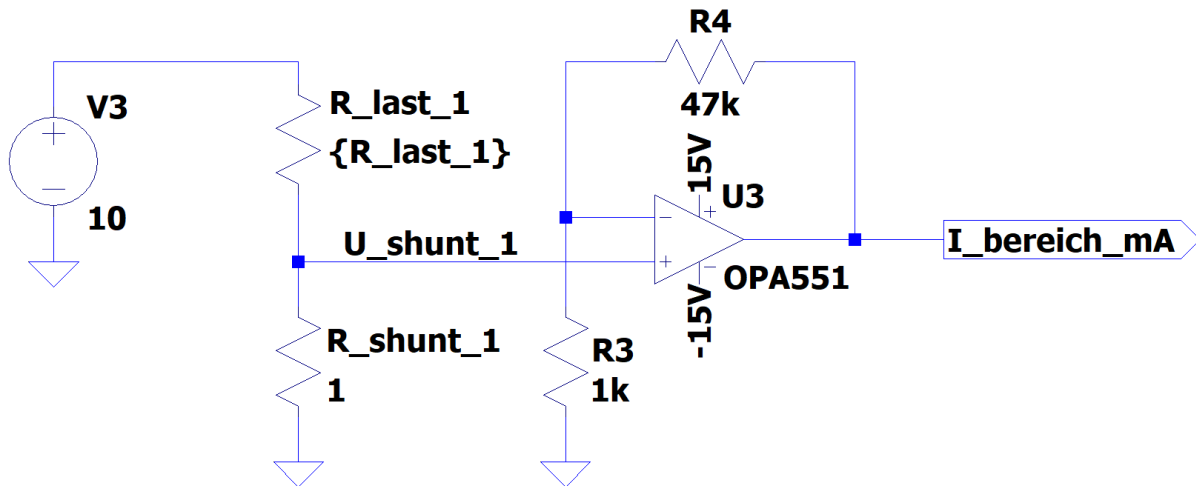 R4
47k
V3
10
R_last_1
{R_last_1}
15V
U3
U_shunt_1
I_bereich_mA
OPA551
-15V
R_shunt_1
1
R3
1k